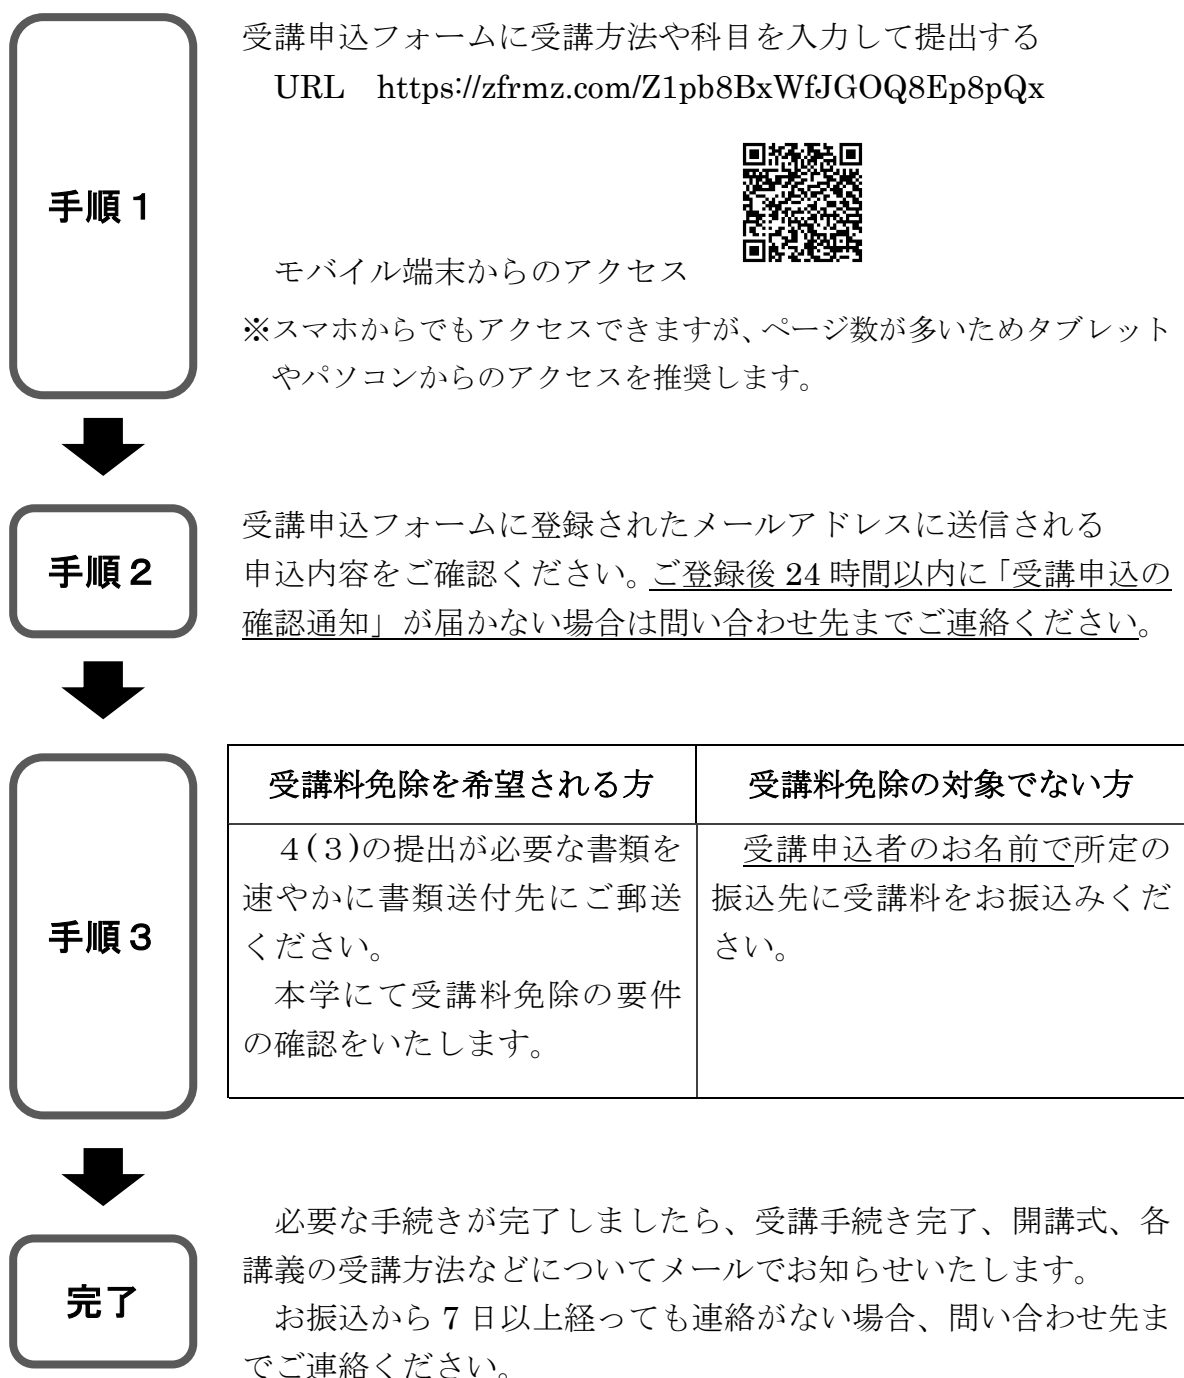 手順１
受講申込フォームに受講方法や科目を入力して提出する
URL　https://zfrmz.com/Z1pb8BxWfJGOQ8Ep8pQx
モバイル端末からのアクセス
※スマホからでもアクセスできますが、ページ数が多いためタブレット
やパソコンからのアクセスを推奨します。
手順２
受講申込フォームに登録されたメールアドレスに送信される
申込内容をご確認ください。ご登録後 24 時間以内に「受講申込の
確認通知」が届かない場合は問い合わせ先までご連絡ください。
手順３
受講料免除を希望される方
４(３)の提出が必要な書類を
速やかに書類送付先にご郵送
ください。
本学にて受講料免除の要件
の確認をいたします。
受講料免除の対象でない方
受講申込者のお名前で所定の
振込先に受講料をお振込みくだ
さい。
完了
必要な手続きが完了しましたら、受講手続き完了、開講式、各
講義の受講方法などについてメールでお知らせいたします。
お振込から 7 日以上経っても連絡がない場合、問い合わせ先ま
でご連絡ください。